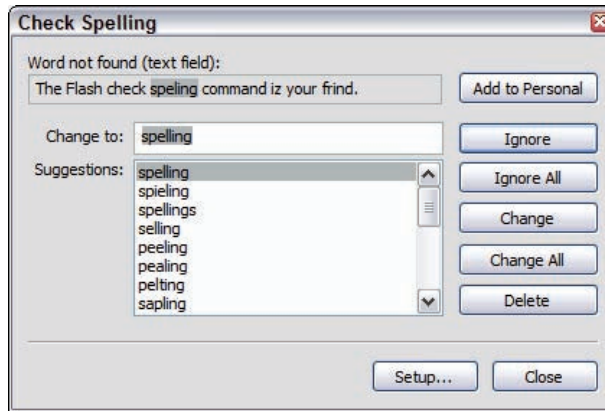 Check Spelling
Word not found (text field):
The Flash check speling command iz your frind.
Add to Personal
Change to:
spelling
Ignore
Suggestions:
spelling
spieling
spellings
selling
peeling
pealing
pelting
sapling
Ignore All
Change
Change All
Delete
Setup...
Close